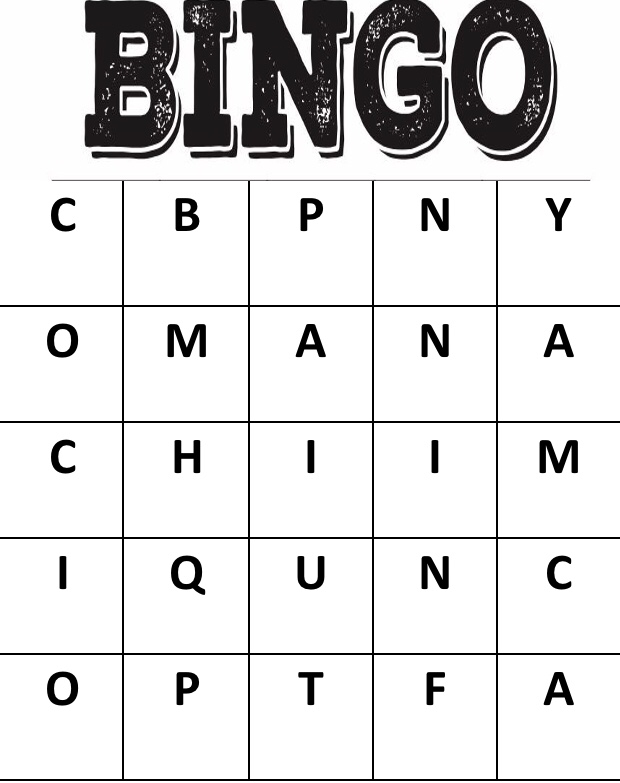 BINGO
C B P N Y
O M A N A
C H I I M
I Q U N C
O P T F A